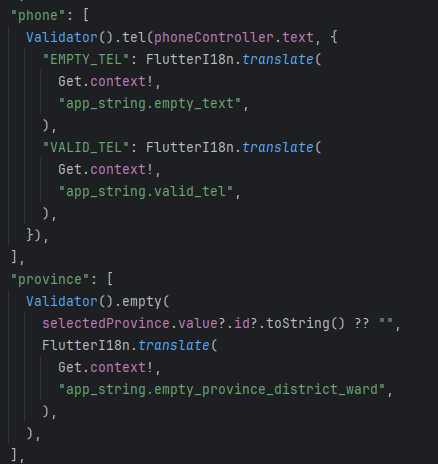 "phone": [
  Validator().tel(phoneController.text, {
    "EMPTY_TEL": FlutterI18n.translate(
      Get.context!,
      "app_string.empty_text",
    ),
    "VALID_TEL": FlutterI18n.translate(
      Get.context!,
      "app_string.valid_tel",
    ),
  }),
],
"province": [
  Validator().empty(
    selectedProvince.value?.id?.toString() ?? "",
    FlutterI18n.translate(
      Get.context!,
      "app_string.empty_province_district_ward",
    ),
  ),
],